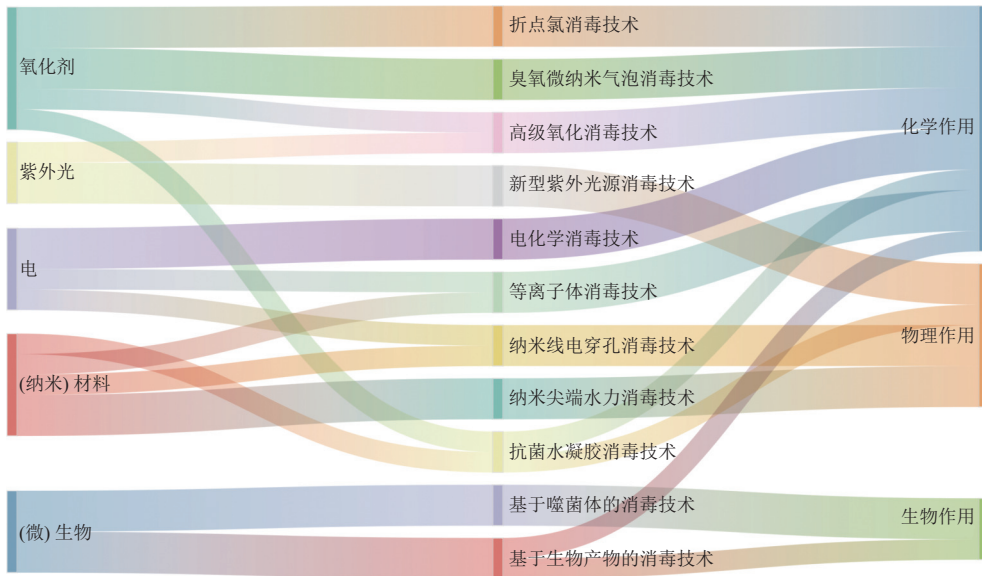 氧化剂
紫外光
电
(纳米) 材料
(微) 生物
折点氯消毒技术
臭氧微纳米气泡消毒技术
高级氧化消毒技术
新型紫外光源消毒技术
电化学消毒技术
等离子体消毒技术
纳米线电穿孔消毒技术
纳米尖端水力消毒技术
抗菌水凝胶消毒技术
基于噬菌体的消毒技术
基于生物产物的消毒技术
化学作用
物理作用
生物作用